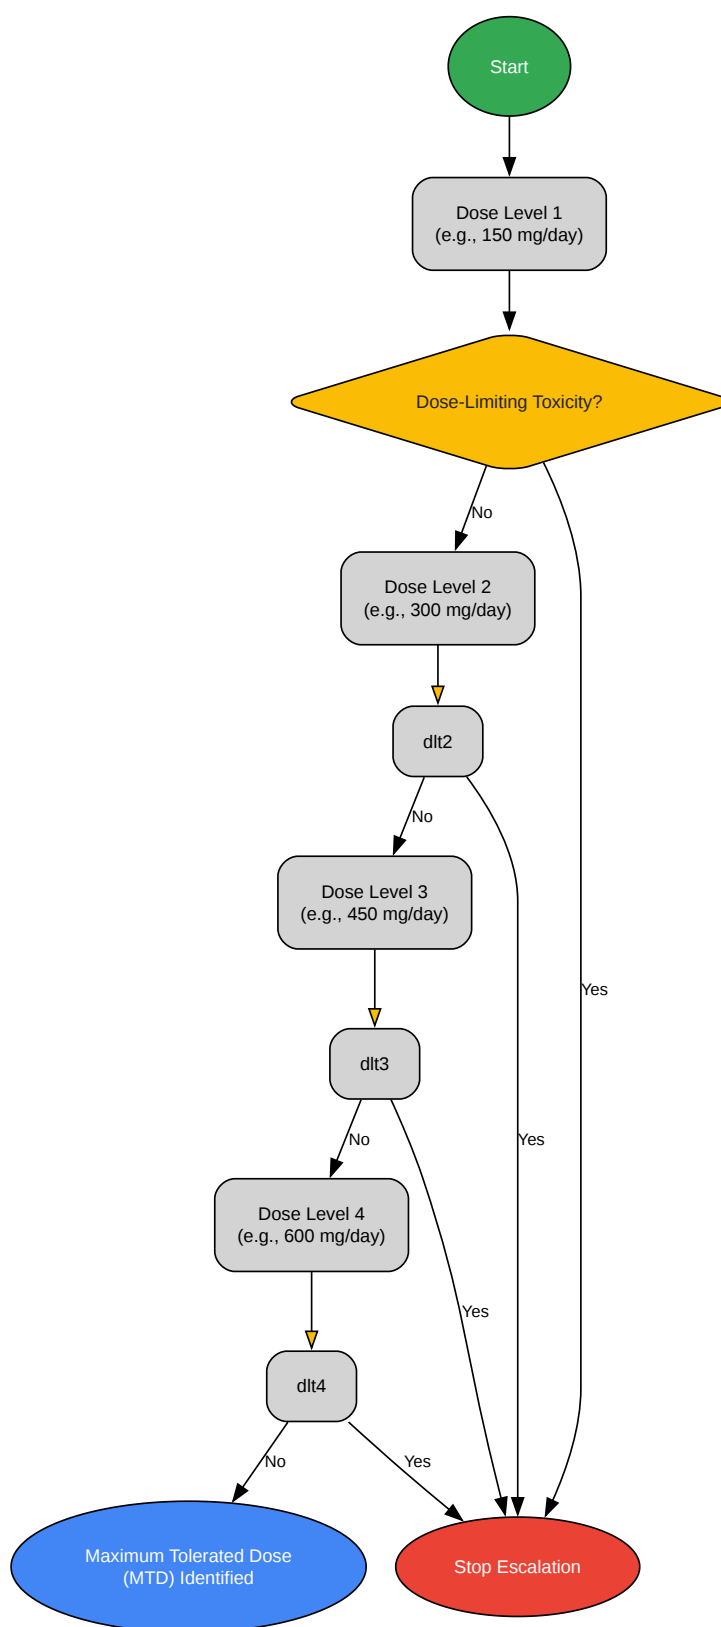 Start
Dose Level 1
(e.g., 150 mg/day)
Dose-Limiting Toxicity?
No
Dose Level 2
(e.g., 300 mg/day)
dlt2
No
Dose Level 3
(e.g., 450 mg/day)
Yes
dlt3
No
Yes
Dose Level 4
(e.g., 600 mg/day)
Yes
dlt4
No
Yes
Maximum Tolerated Dose
(MTD) Identified
Stop Escalation